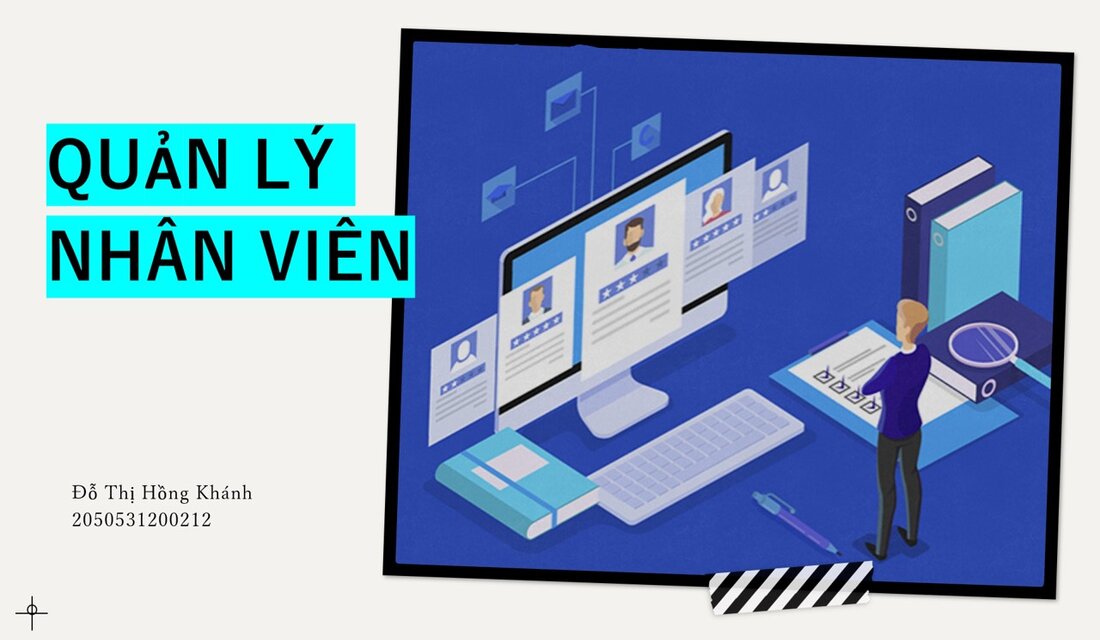 QUẢN LÝ
NHÂN VIÊN
Đỗ Thị Hồng Khánh
2050531200212